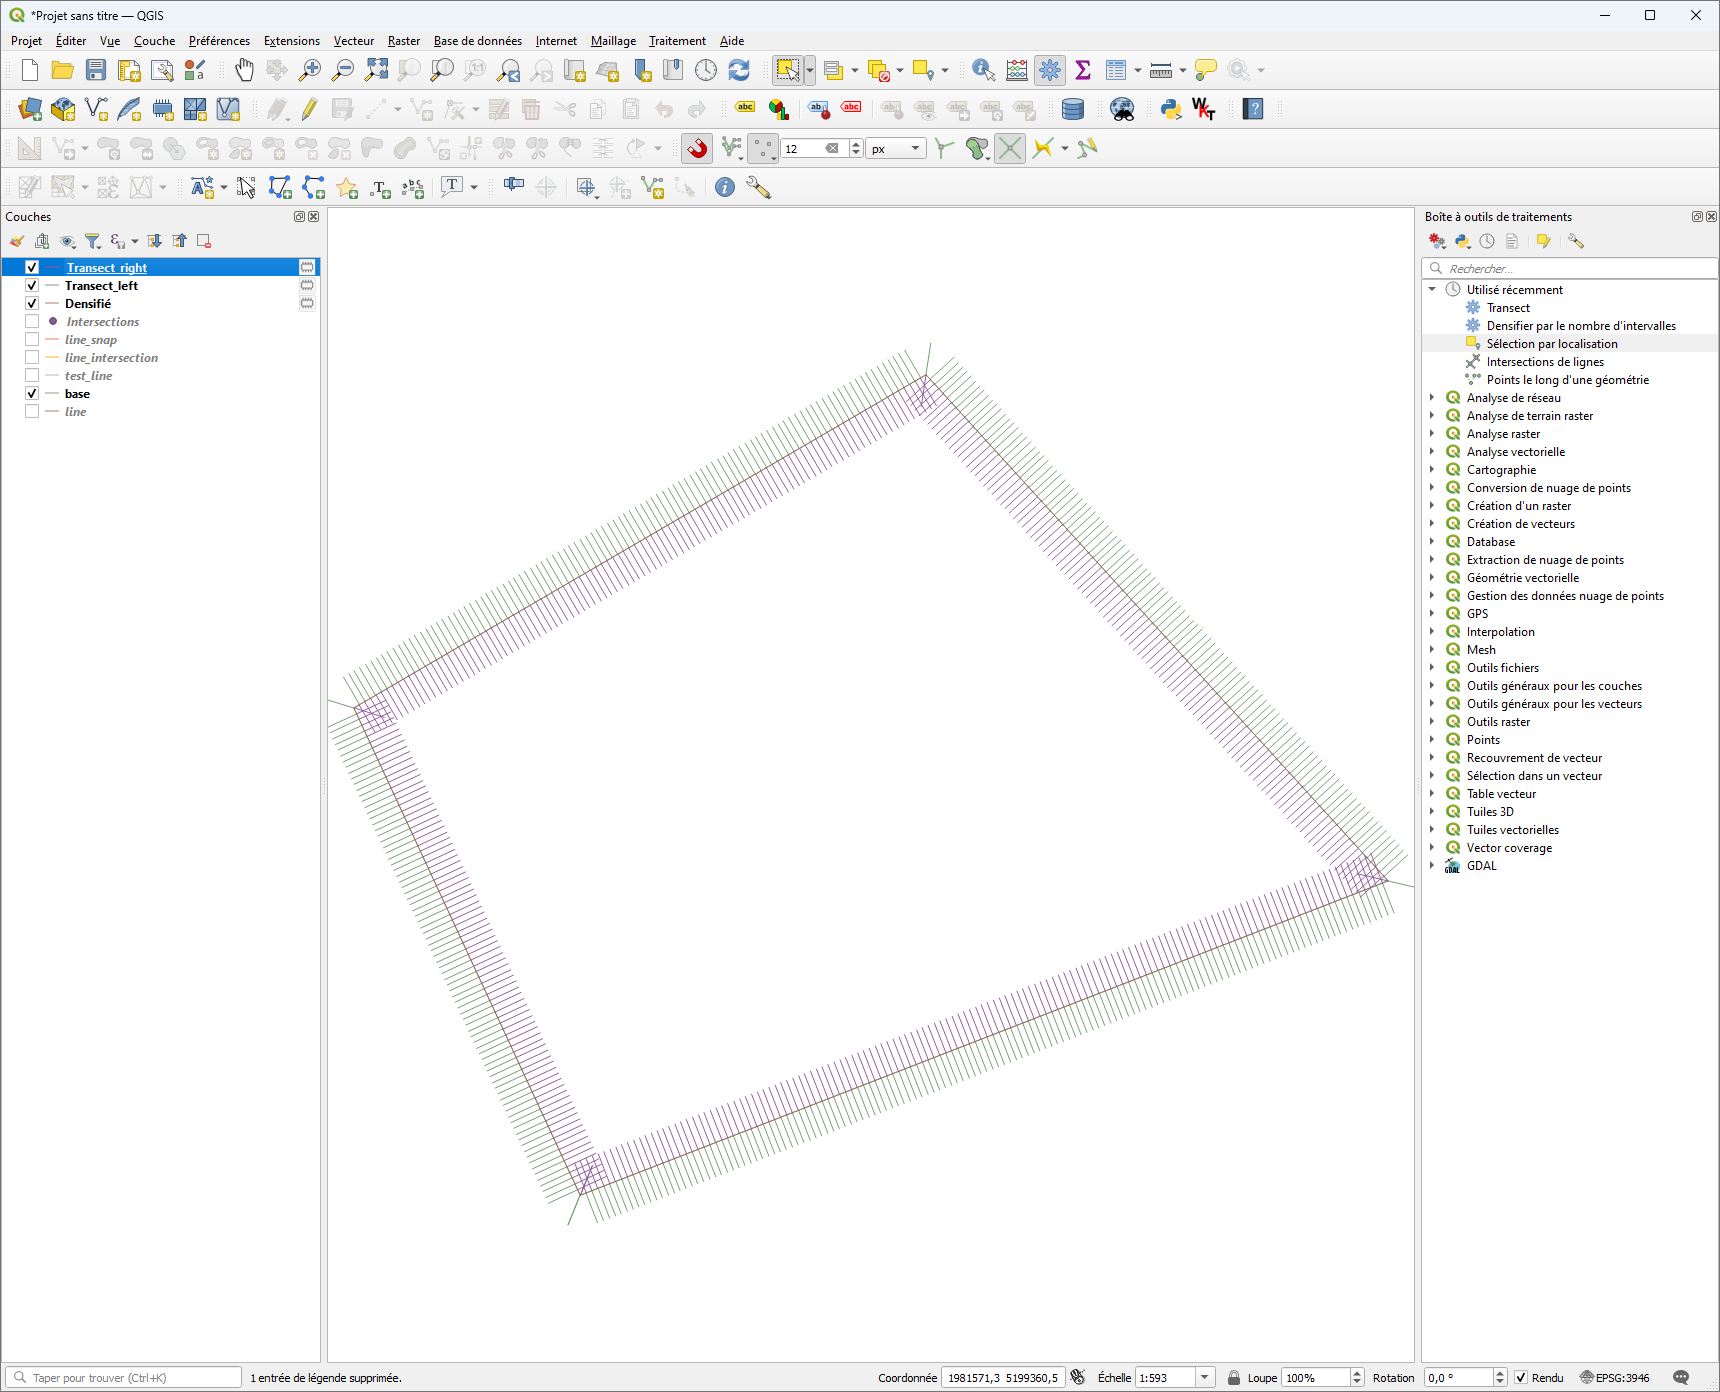 *Projet sans titre — QGIS
Projet Éditer Vue Couche Préférences Extensions Vecteur Raster Base de données Internet Maillage Traitement Aide
12 px
Couches
Transect_right
Transect_left
Densifié
Intersections
line_snap
line_intersection
test_line
base
line
Boîte à outils de traitements
Rechercher...
Utilisé récemment
Transect
Densifier par le nombre d'intervalles
Sélection par localisation
Intersections de lignes
Points le long d'une géométrie
Analyse de réseau
Analyse de terrain raster
Analyse raster
Analyse vectorielle
Cartographie
Conversion de nuage de points
Création d'un raster
Création de vecteurs
Database
Extraction de nuage de points
Géométrie vectorielle
Gestion des données nuage de points
GPS
Interpolation
Mesh
Outils fichiers
Outils généraux pour les couches
Outils généraux pour les vecteurs
Outils raster
Points
Recouvrement de vecteur
Sélection dans un vecteur
Table vecteur
Tuiles 3D
Tuiles vectorielles
Vector coverage
GDAL
Taper pour trouver (Ctrl+K) 1 entrée de légende supprimée. Coordonnée 1981571,3 5199360,5 Échelle 1:593 Loupe 100% Rotation 0,0 ° Rendu EPSG:3946